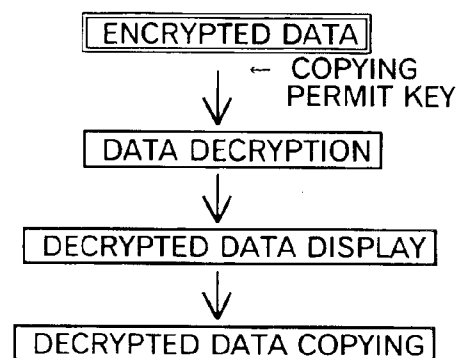 ENCRYPTED DATA
← COPYING
PERMIT KEY
DATA DECRYPTION
DECRYPTED DATA DISPLAY
DECRYPTED DATA COPYING